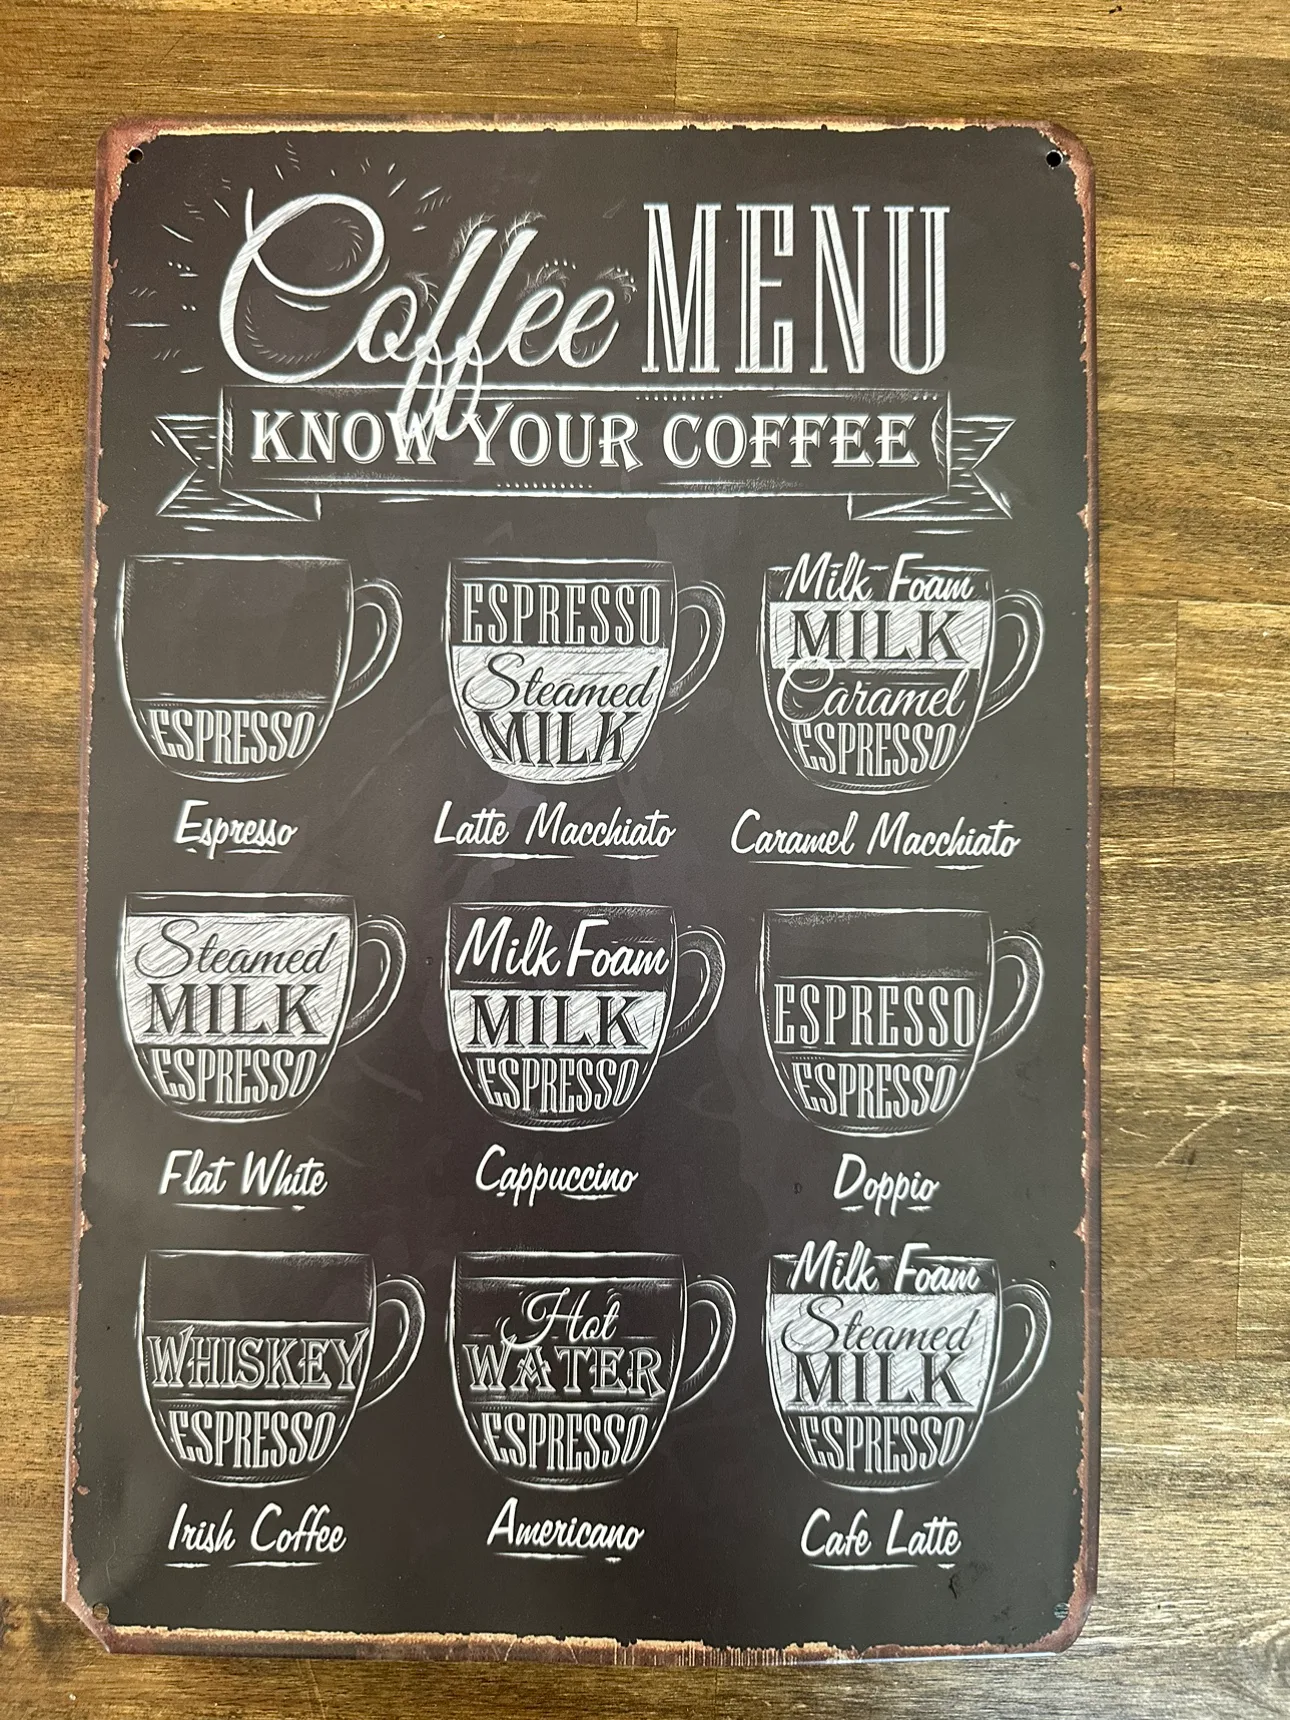 Coffee MENU
KNOW YOUR COFFEE
ESPRESSO
Espresso
ESPRESSO
Steamed
MILK
Latte Macchiato
Milk Foam
MILK
Caramel
ESPRESSO
Caramel Macchiato
Steamed
MILK
ESPRESSO
Flat White
Milk Foam
MILK
ESPRESSO
Cappuccino
ESPRESSO
ESPRESSO
Doppio
WHISKEY
ESPRESSO
Irish Coffee
Hot
WATER
ESPRESSO
Americano
Milk Foam
Steamed
MILK
ESPRESSO
Cafe Latte